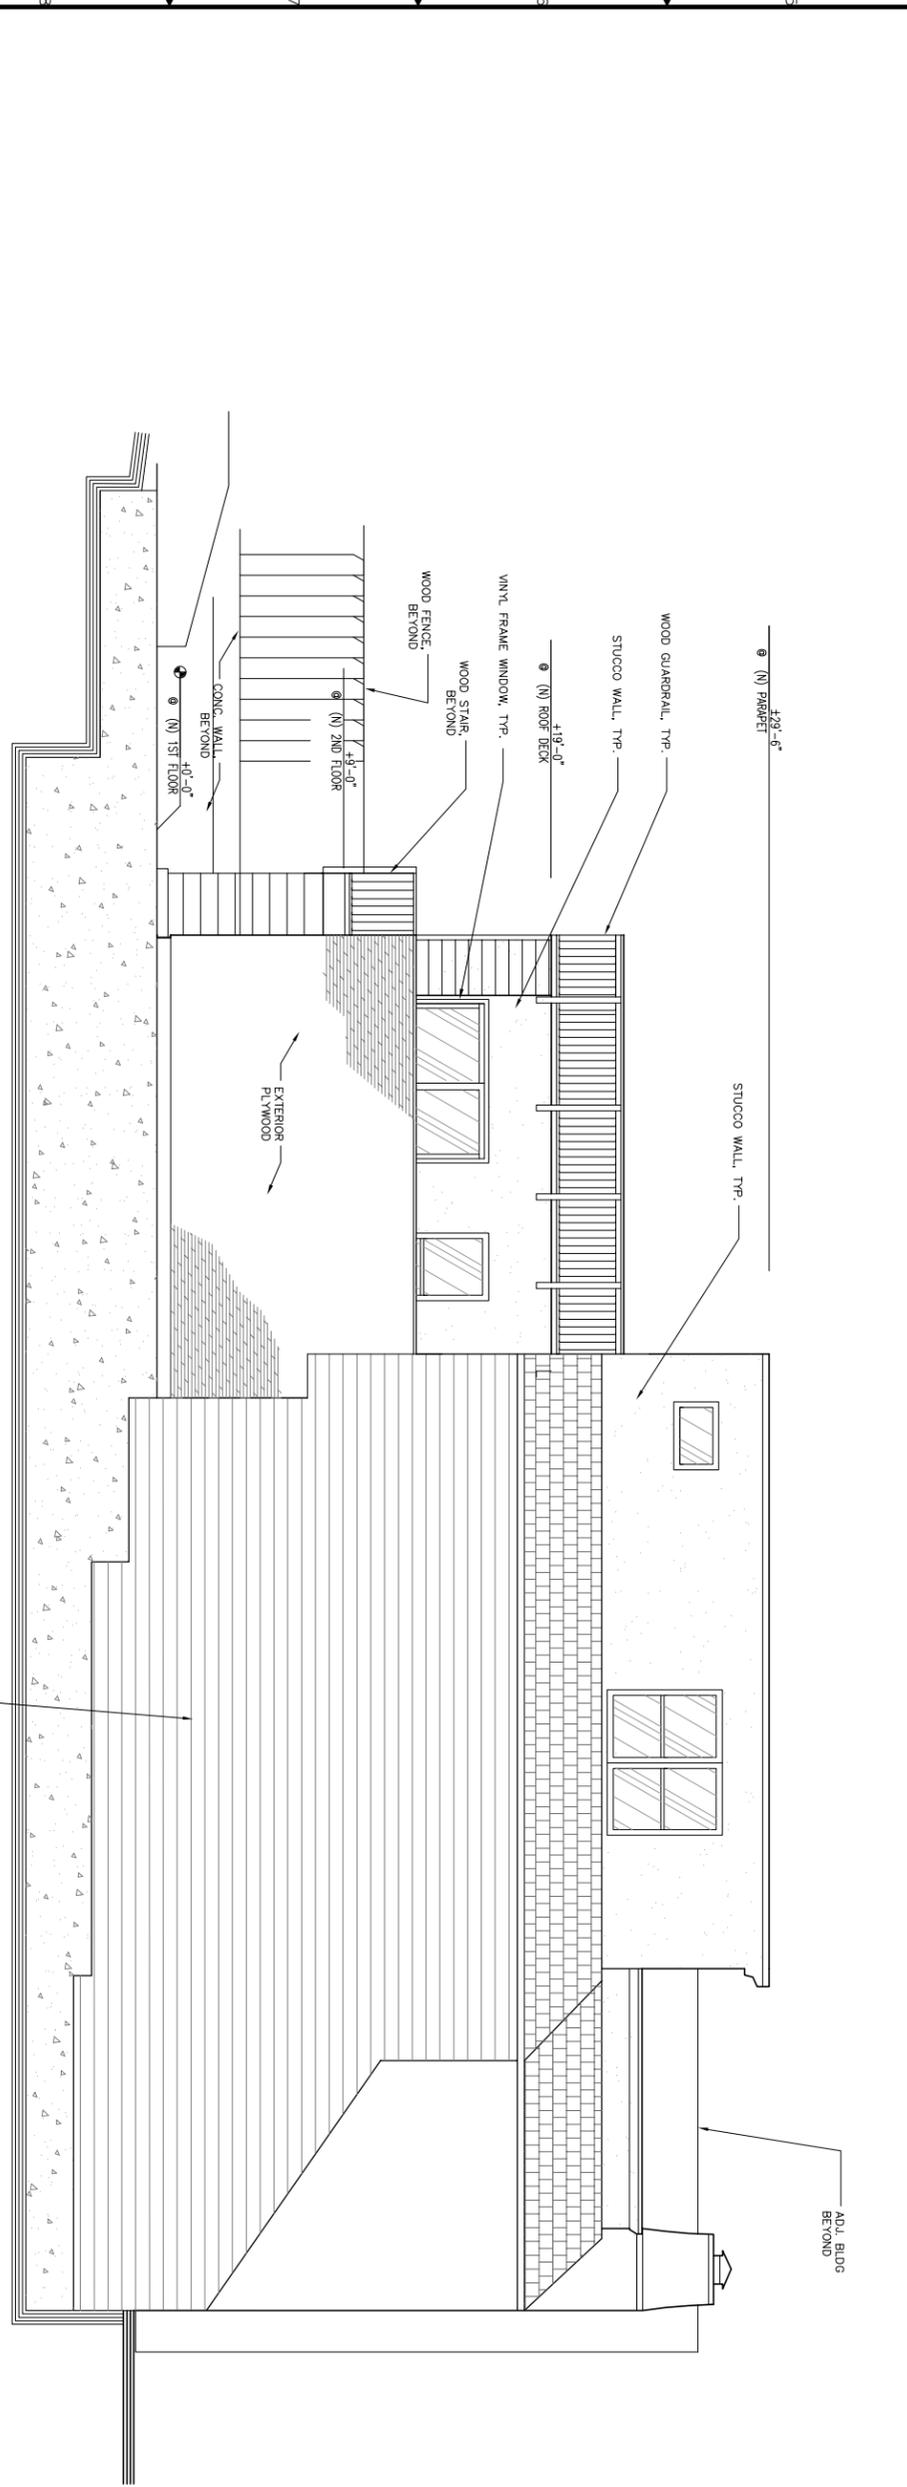 ±29'-6"
@ (N) PARAPET
WOOD GUARDRAIL, TYP.
STUCCO WALL, TYP.
+19'-0"
@ (N) ROOF DECK
VINYL FRAME WINDOW, TYP.
WOOD STAIR,
BEYOND
WOOD FENCE,
BEYOND
+9'-0"
@ (N) 2ND FLOOR
CONC. WALL,
BEYOND
+0'-0"
@ (N) 1ST FLOOR
STUCCO WALL, TYP.
EXTERIOR
PLYWOOD
ADJ. BLDG
BEYOND